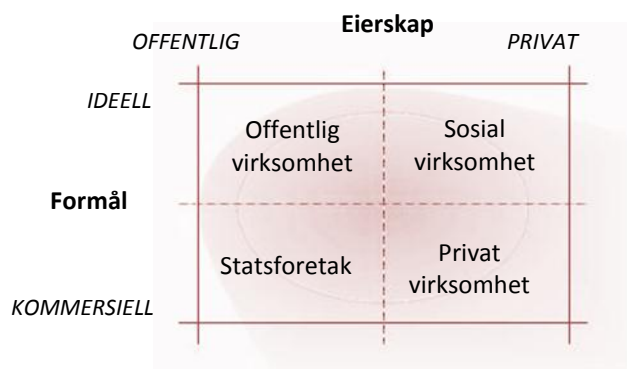 Eierskap
OFFENTLIG
PRIVAT
IDEELL
Offentlig
virksomhet
Sosial
virksomhet
Formål
Statsforetak
Privat
virksomhet
KOMMERSIELL